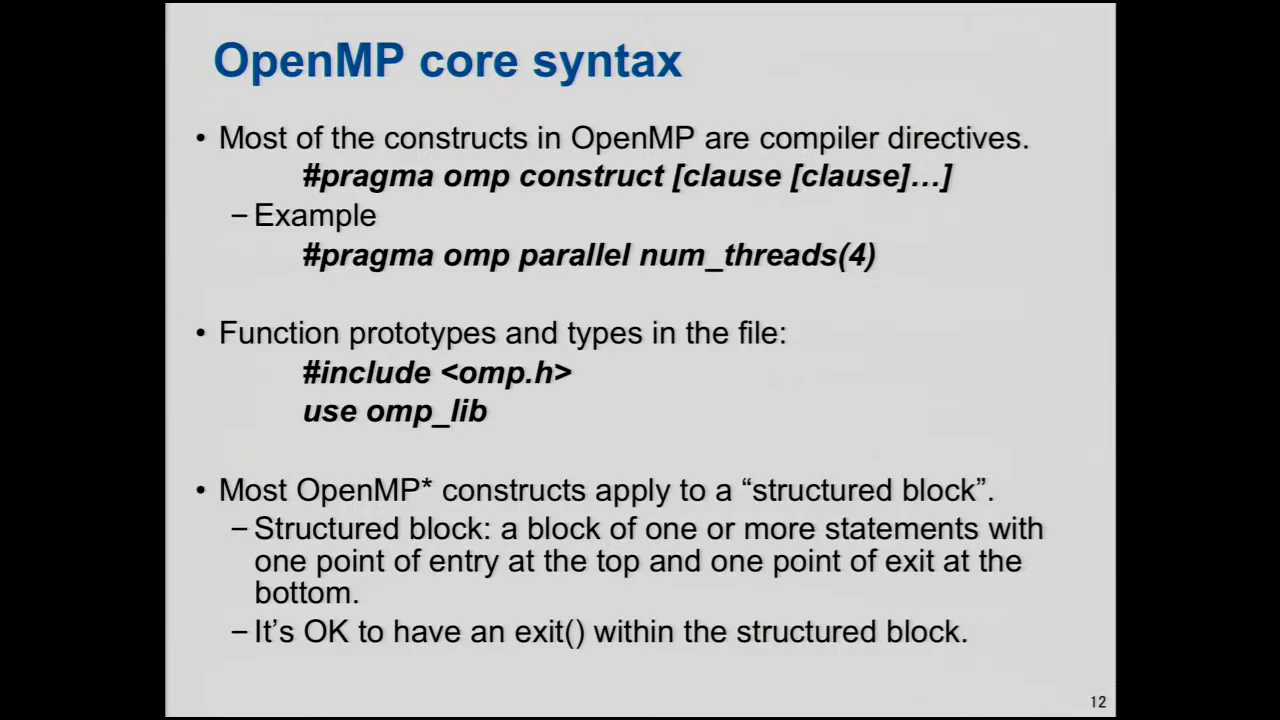 OpenMP core syntax
• Most of the constructs in OpenMP are compiler directives.
#pragma omp construct [clause [clause]…]
– Example
#pragma omp parallel num_threads(4)
• Function prototypes and types in the file:
#include <omp.h>
use omp_lib
• Most OpenMP* constructs apply to a “structured block”.
– Structured block: a block of one or more statements with
one point of entry at the top and one point of exit at the
bottom.
– It’s OK to have an exit() within the structured block.
12